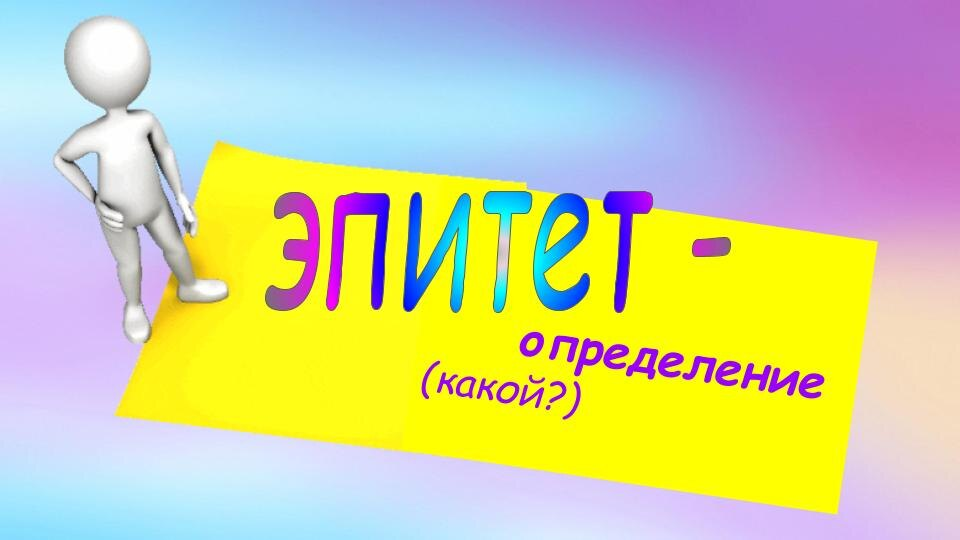 эпитет -
определение
(какой?)